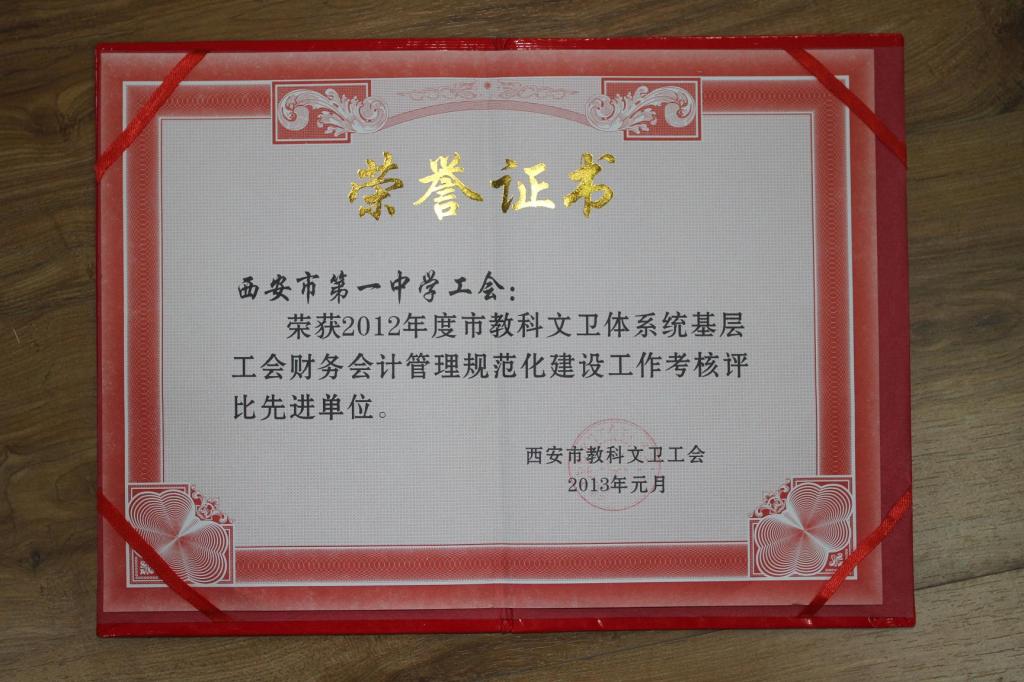 荣誉证书
西安市第一中学工会：
荣获2012年度市教科文卫体系统基层
工会财务会计管理规范化建设工作考核评
比先进单位。
西安市教科文卫工会
2013年元月